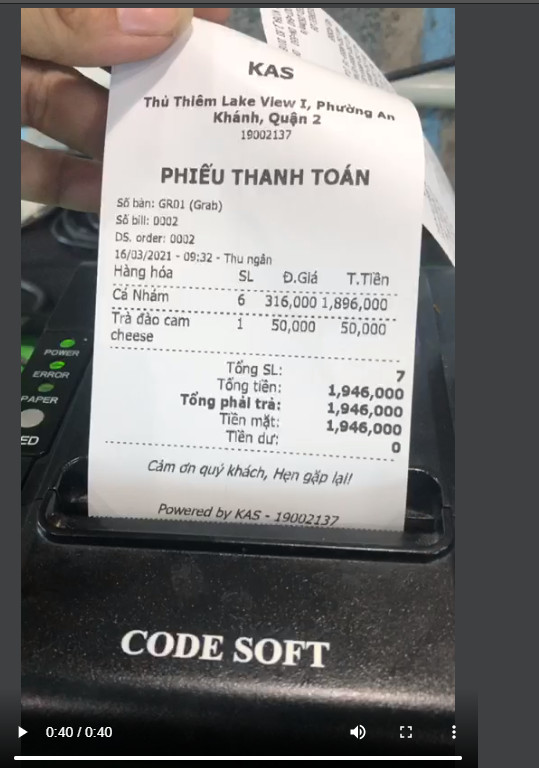 KAS
Thủ Thiêm Lake View I, Phường An
Khánh, Quận 2
19002137
PHIẾU THANH TOÁN
Số bàn: GR01 (Grab)
Số bill: 0002
DS. order: 0002
16/03/2021 - 09:32 - Thu ngân
Hàng hóa SL Đ.Giá T.Tiền
Cá Nhám 6 316,000 1,896,000
Trà đào cam 1 50,000 50,000
cheese
Tổng SL: 7
Tổng tiền: 1,946,000
Tổng phải trả: 1,946,000
Tiền mặt: 1,946,000
Tiền dư: 0
Cảm ơn quý khách, Hẹn gặp lại!
Powered by KAS - 19002137
POWER
ERROR
PAPER
ED
CODE SOFT
0:40 / 0:40